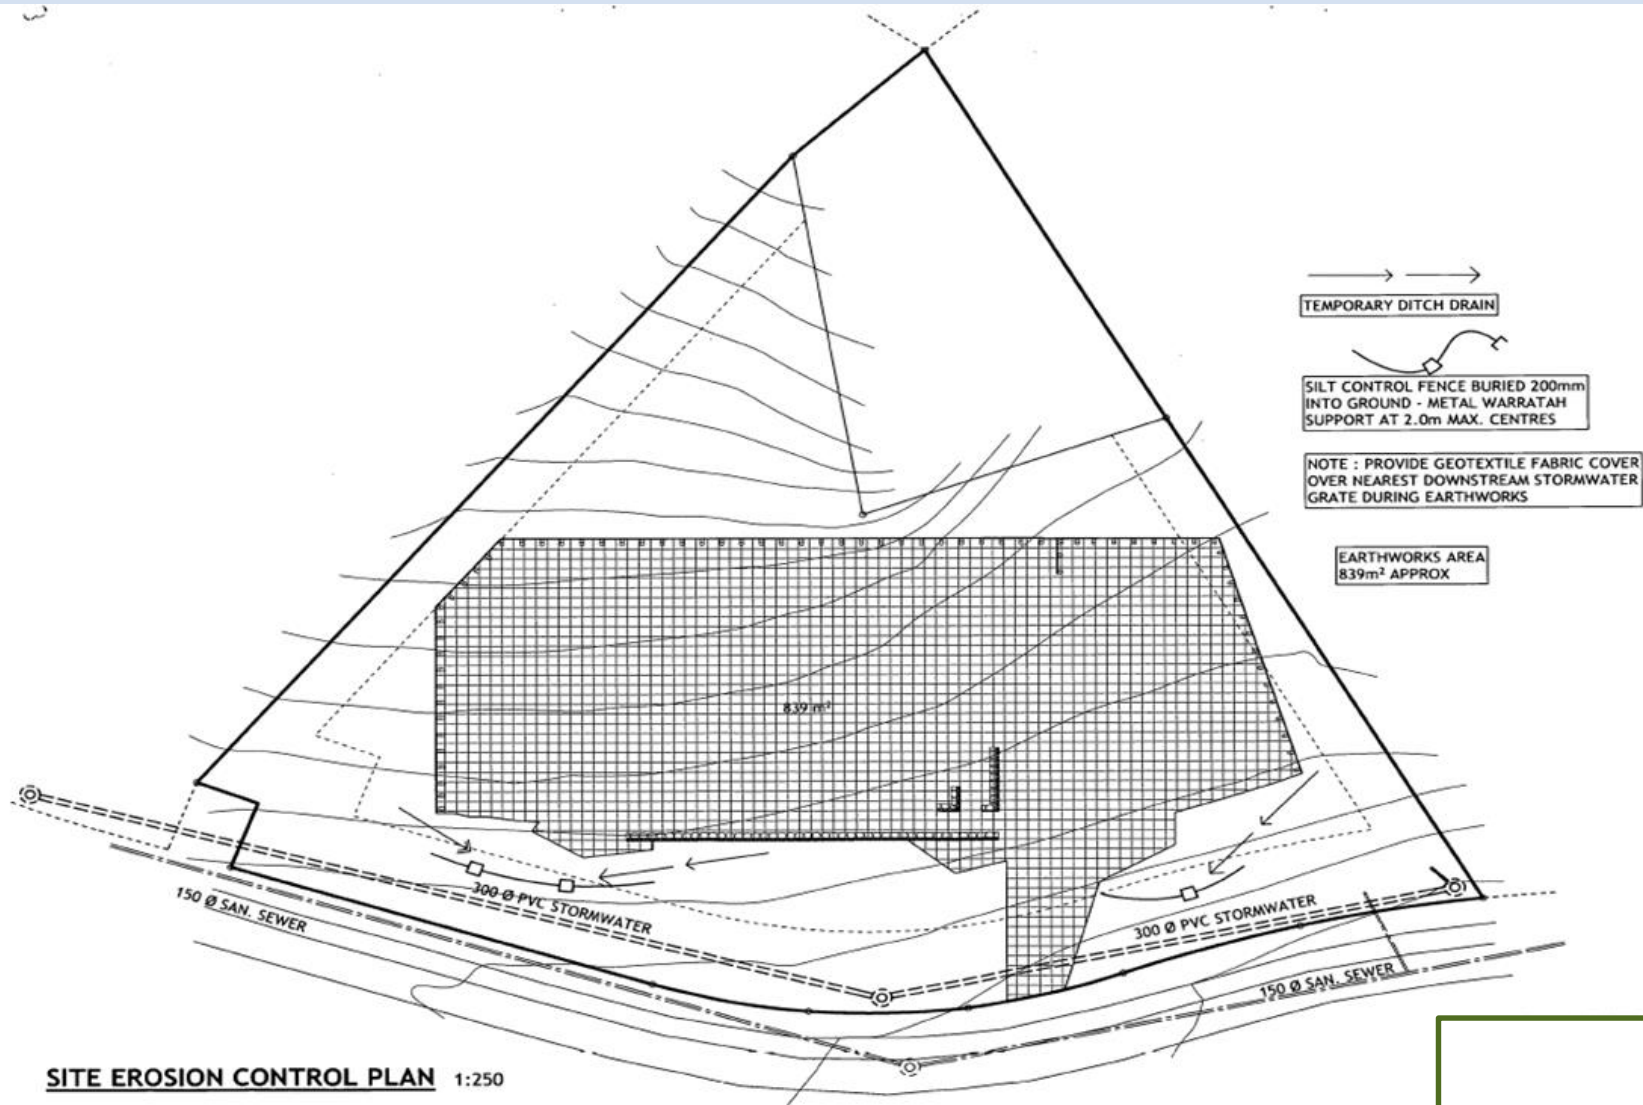 TEMPORARY DITCH DRAIN
SILT CONTROL FENCE BURIED 200mm
INTO GROUND - METAL WARRATAH
SUPPORT AT 2.0m MAX. CENTRES
NOTE : PROVIDE GEOTEXTILE FABRIC COVER
OVER NEAREST DOWNSTREAM STORMWATER
GRATE DURING EARTHWORKS
EARTHWORKS AREA
839m² APPROX
839 m²
300 Ø PVC STORMWATER
150 Ø SAN. SEWER
300 Ø PVC STORMWATER
150 Ø SAN. SEWER
SITE EROSION CONTROL PLAN 1:250